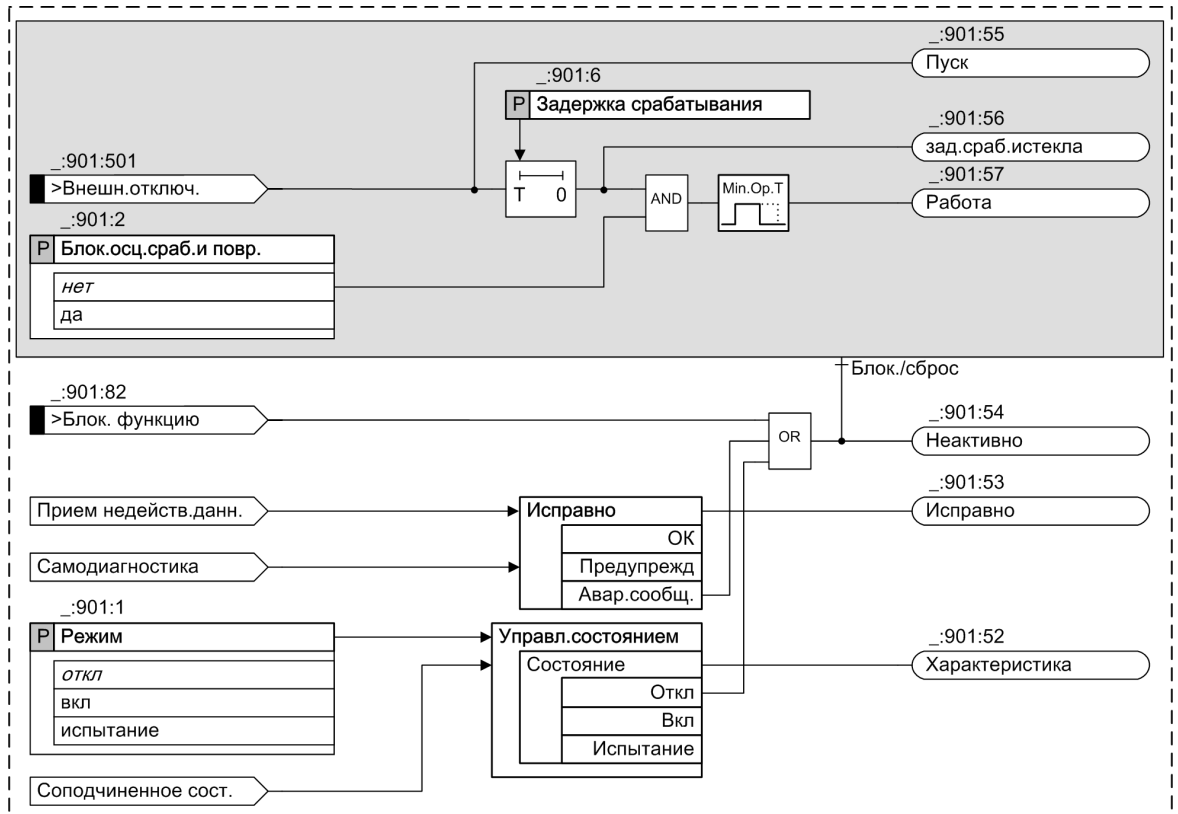 _:901:55
Пуск
_:901:6
P Задержка срабатывания
_:901:56
зад.сраб.истекла
_:901:501
>Внешн.отключ.
T 0
AND
Min.Op.T
_:901:57
Работа
_:901:2
P Блок.осц.сраб.и повр.
нет
да
Блок./сброс
_:901:82
>Блок. функцию
OR
_:901:54
Неактивно
_:901:53
Прием недейств.данн.
Исправно
Исправно
ОК
Самодиагностика
Предупрежд
Авар.сообщ.
_:901:1
P Режим
откл
вкл
испытание
Управл.состоянием
Состояние
Откл
Вкл
Испытание
_:901:52
Характеристика
Соподчиненное сост.